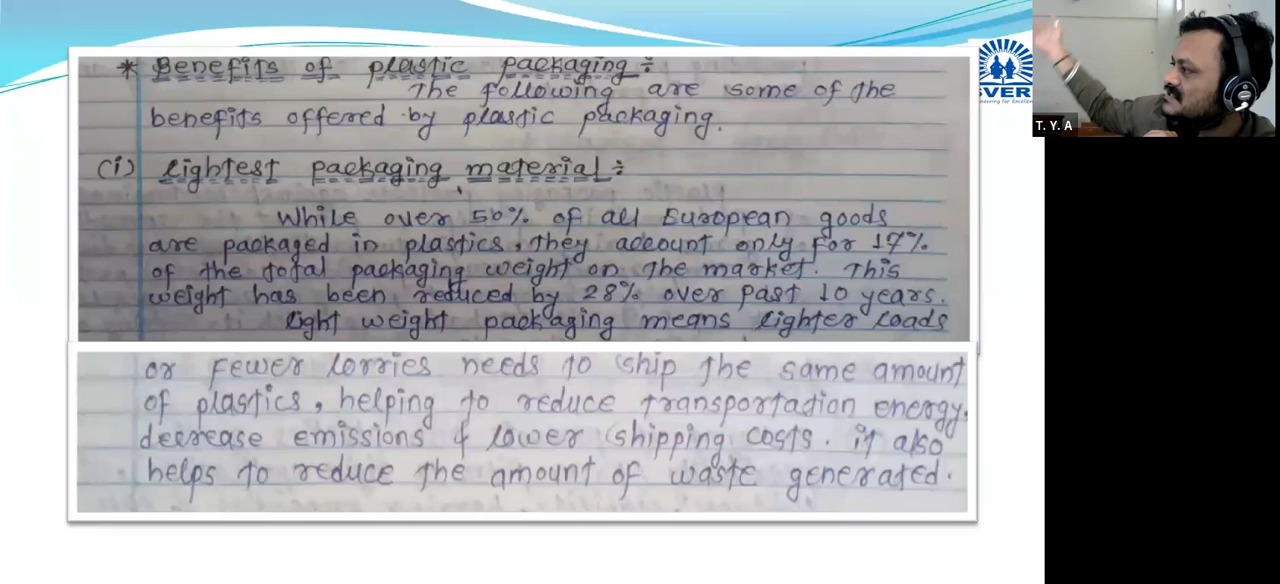 * Benefits of plastic packaging :-
The following are some of the
benefits offered by plastic packaging.
(i) Lightest packaging material :-
While over 50% of all European goods
are packaged in plastics, they account only for 17%
of the total packaging weight on the market. This
weight has been reduced by 28% over past 10 years.
Light weight packaging means lighter loads
or fewer lorries needs to ship the same amount
of plastics, helping to reduce transportation energy,
decrease emissions & lower shipping costs. it also
helps to reduce the amount of waste generated.
SVER
T. Y. A